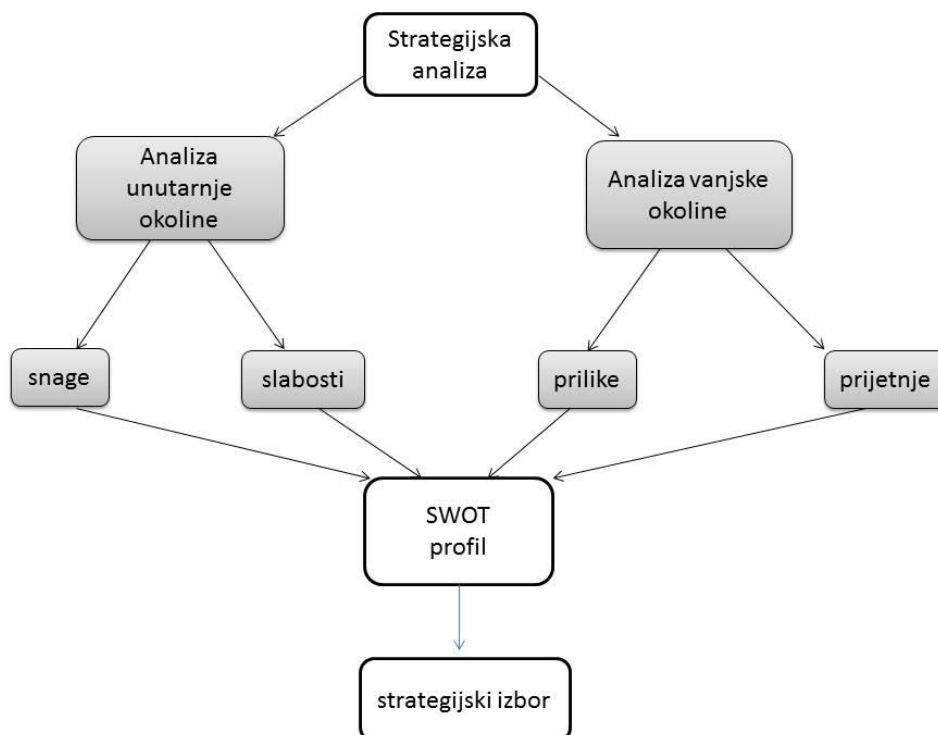 Strategijska
analiza
Analiza
unutarnje
okoline
Analiza vanjske
okoline
snage
slabosti
prilike
prijetnje
SWOT
profil
strategijski izbor